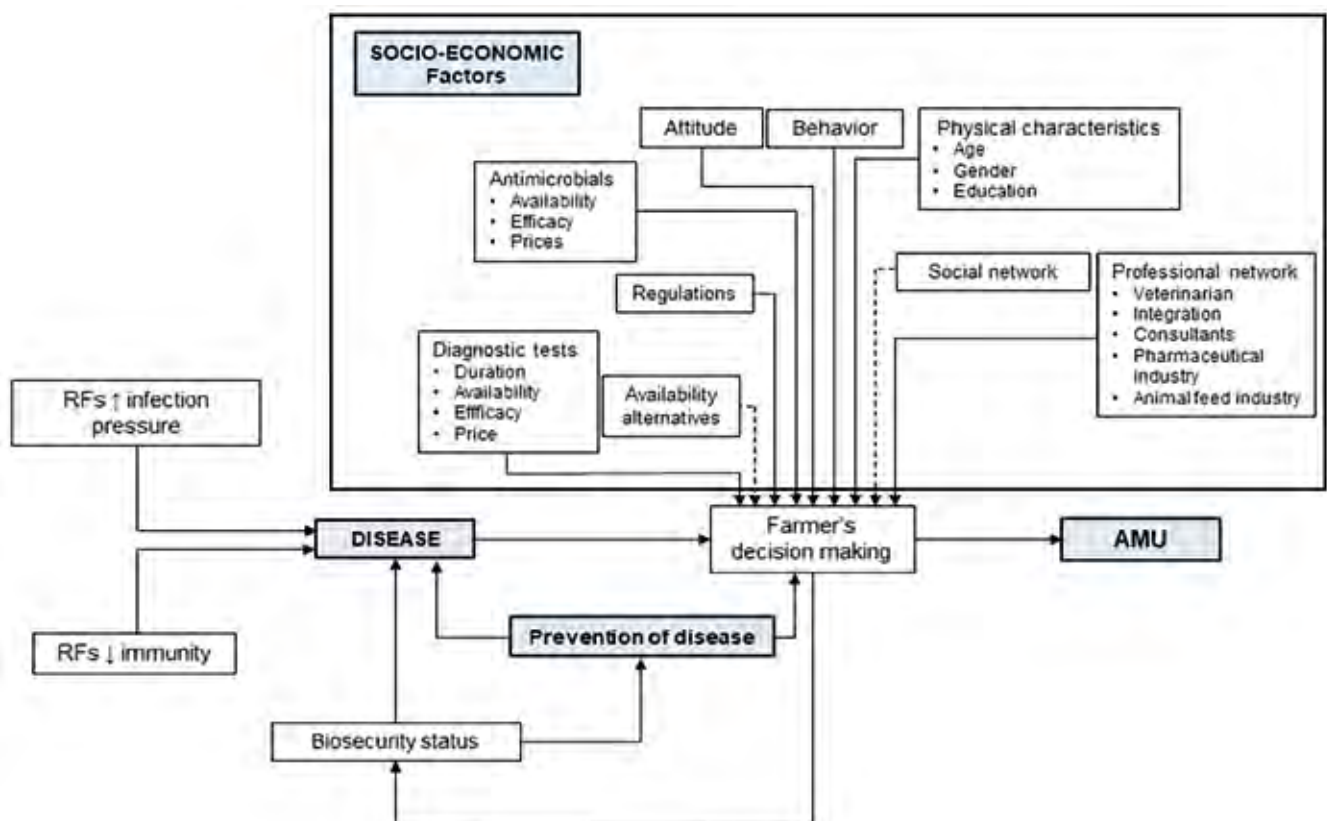 SOCIO-ECONOMIC
Factors
Attitude
Behavior
Physical characteristics
• Age
• Gender
• Education
Antimicrobials
• Availability
• Efficacy
• Prices
Social network
Professional network
• Veterinarian
• Integration
• Consultants
• Pharmaceutical
industry
• Animal feed industry
Regulations
Diagnostic tests
• Duration
• Availability
• Effficacy
• Price
Availability
alternatives
RFs ↑ infection
pressure
DISEASE
Farmer's
decision making
AMU
Prevention of disease
RFs ↓ immunity
Biosecurity status